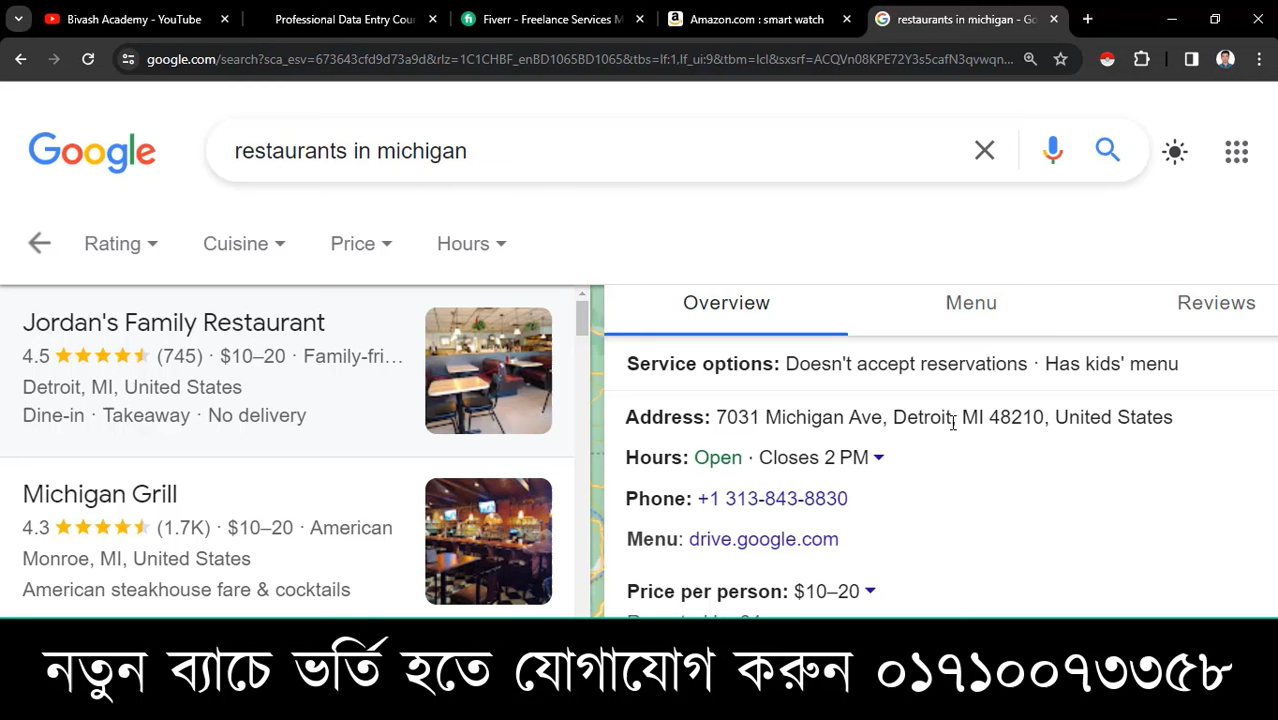 Bivash Academy - YouTube
Professional Data Entry Cou
Fiverr - Freelance Services M
Amazon.com : smart watch
restaurants in michigan - Go
google.com/search?sca_esv=673643cfd9d73a9d&rlz=1C1CHBF_enBD1065BD1065&tbs=lf:1,lf_ui:9&tbm=lcl&sxsrf=ACQVn08KPE72Y3s5cafN3qvwqn...
Google
restaurants in michigan
Rating
Cuisine
Price
Hours
Jordan's Family Restaurant
4.5 (745) · $10–20 · Family-fri...
Detroit, MI, United States
Dine-in · Takeaway · No delivery
Michigan Grill
4.3 (1.7K) · $10–20 · American
Monroe, MI, United States
American steakhouse fare & cocktails
Overview
Menu
Reviews
Service options: Doesn't accept reservations · Has kids' menu
Address: 7031 Michigan Ave, Detroit, MI 48210, United States
Hours: Open · Closes 2 PM
Phone: +1 313-843-8830
Menu: drive.google.com
Price per person: $10–20
নতুন ব্যাচে ভর্তি হতে যোগাযোগ করুন ০১৭১০০৭৩৩৫৮